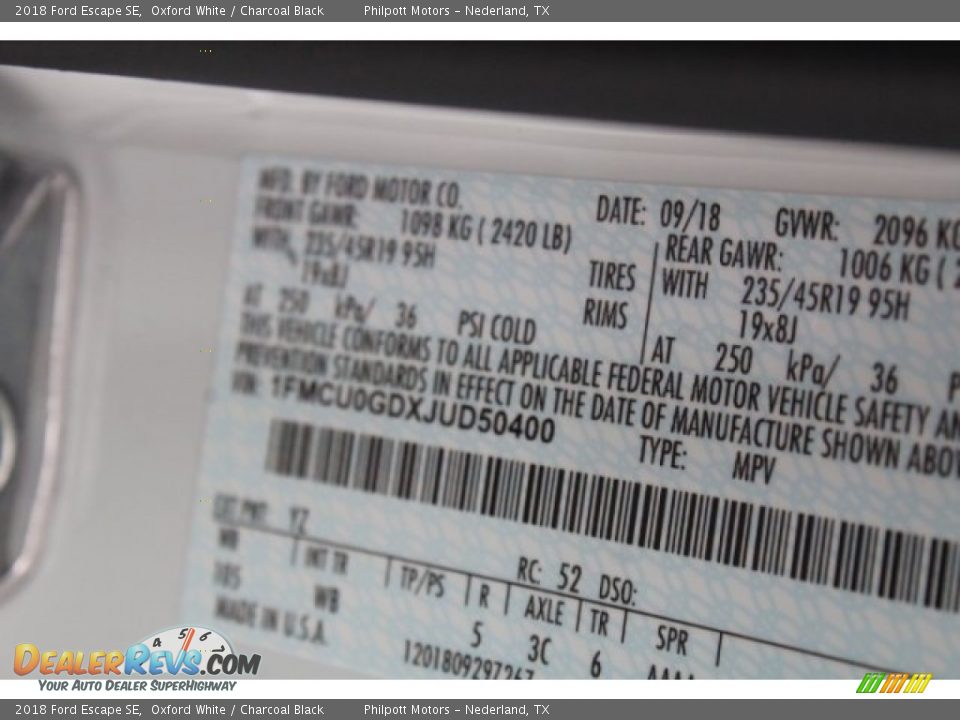 2018 Ford Escape SE, Oxford White / Charcoal Black Philpott Motors – Nederland, TX
MFD. BY FORD MOTOR CO.
DATE: 09/18 GVWR: 2096 KG
FRONT GAWR: 1098 KG ( 2420 LB)
REAR GAWR: 1006 KG (
WITH 235/45R19 95H TIRES WITH 235/45R19 95H
19x8J RIMS 19x8J
AT 250 kPa/ 36 PSI COLD AT 250 kPa/ 36 P
THIS VEHICLE CONFORMS TO ALL APPLICABLE FEDERAL MOTOR VEHICLE SAFETY AN
PREVENTION STANDARDS IN EFFECT ON THE DATE OF MANUFACTURE SHOWN ABOV
VIN: 1FMCU0GDXJUD50400
TYPE: MPV
EXT PNT: YZ RC: 52 DSO:
WB INT TR TP/PS R AXLE TR SPR
105 WB 5 3C 6 AAAA
MADE IN U.S.A.
DEALERREVS.COM
YOUR AUTO DEALER SUPERHIGHWAY
4 5 6
2018 Ford Escape SE, Oxford White / Charcoal Black Philpott Motors – Nederland, TX